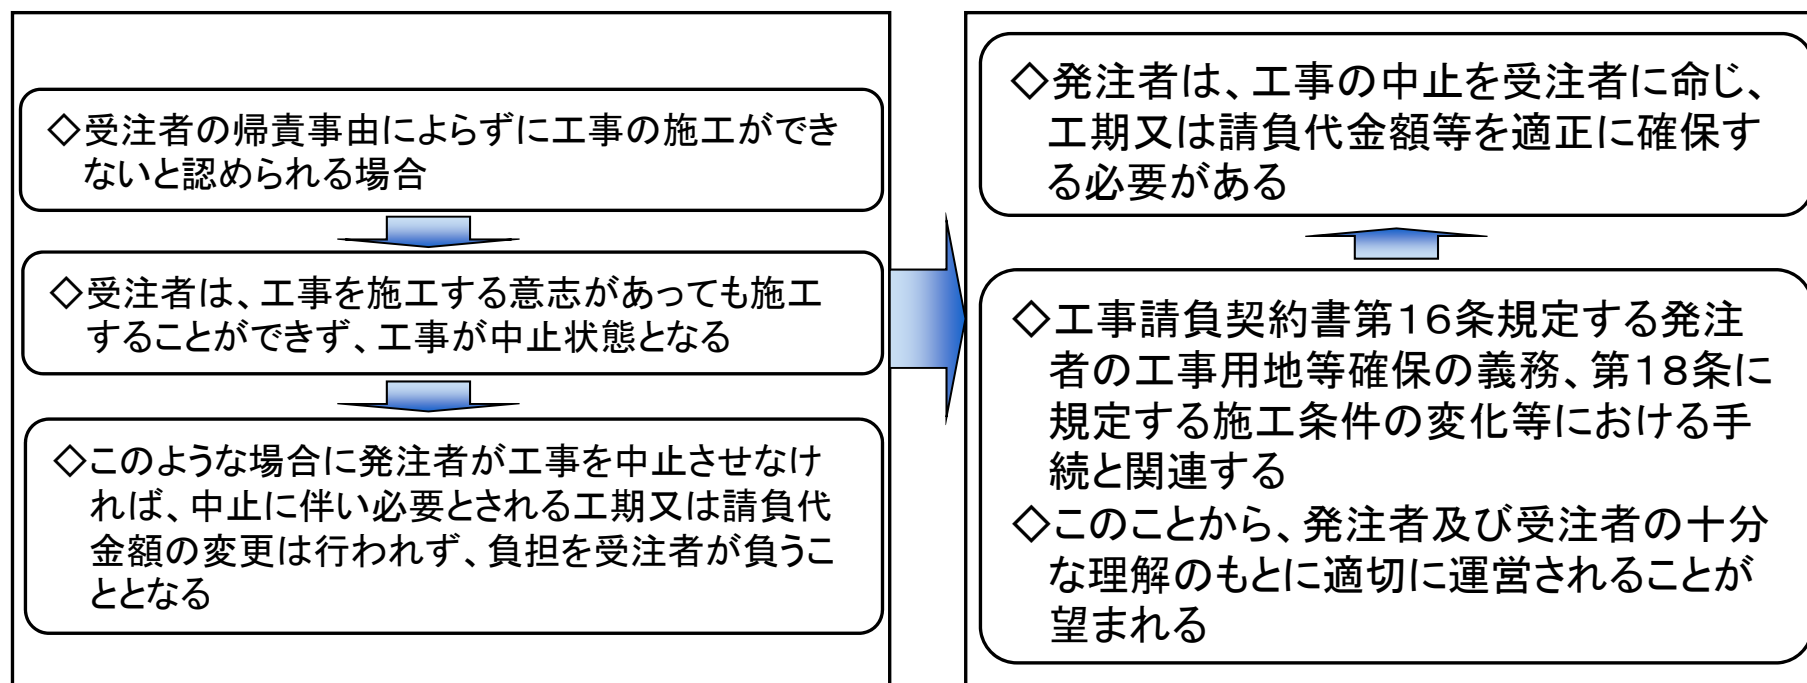 ◇受注者の帰責事由によらずに工事の施工ができ
ないと認められる場合
◇受注者は、工事を施工する意志があっても施工
することができず、工事が中止状態となる
◇このような場合に発注者が工事を中止させなけ
れば、中止に伴い必要とされる工期又は請負代
金額の変更は行われず、負担を受注者が負うこ
ととなる
◇発注者は、工事の中止を受注者に命じ、
工期又は請負代金額等を適正に確保す
る必要がある
◇工事請負契約書第16条規定する発注
者の工事用地等確保の義務、第18条に
規定する施工条件の変化等における手
続と関連する
◇このことから、発注者及び受注者の十分
な理解のもとに適切に運営されることが
望まれる